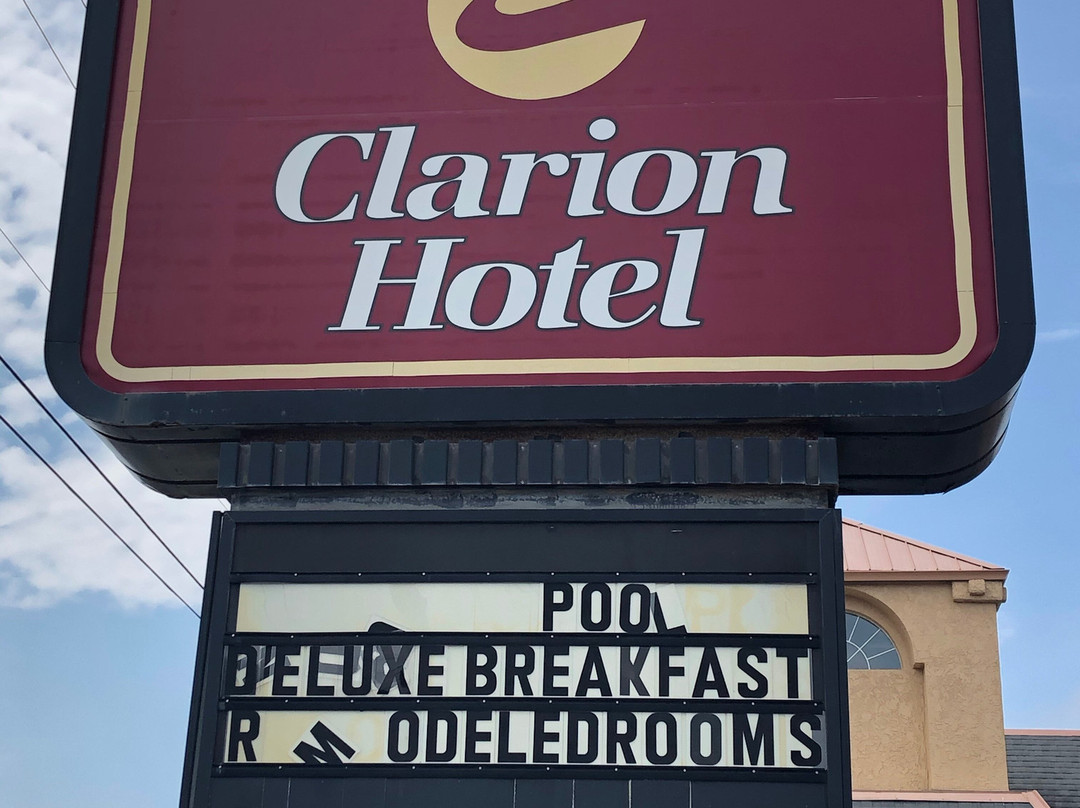 Clarion
Hotel
POOL
DELUXE BREAKFAST
R M ODELEDROOMS